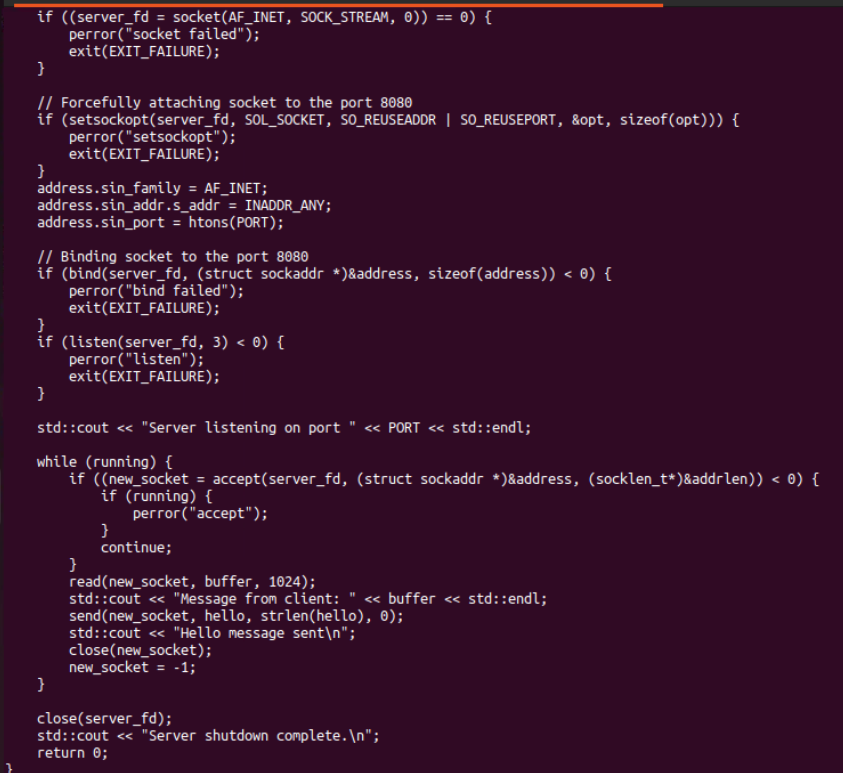 if ((server_fd = socket(AF_INET, SOCK_STREAM, 0)) == 0) {
perror("socket failed");
exit(EXIT_FAILURE);
}
// Forcefully attaching socket to the port 8080
if (setsockopt(server_fd, SOL_SOCKET, SO_REUSEADDR | SO_REUSEPORT, &opt, sizeof(opt))) {
perror("setsockopt");
exit(EXIT_FAILURE);
}
address.sin_family = AF_INET;
address.sin_addr.s_addr = INADDR_ANY;
address.sin_port = htons(PORT);
// Binding socket to the port 8080
if (bind(server_fd, (struct sockaddr *)&address, sizeof(address)) < 0) {
perror("bind failed");
exit(EXIT_FAILURE);
}
if (listen(server_fd, 3) < 0) {
perror("listen");
exit(EXIT_FAILURE);
}
std::cout << "Server listening on port " << PORT << std::endl;
while (running) {
if ((new_socket = accept(server_fd, (struct sockaddr *)&address, (socklen_t*)&addrlen)) < 0) {
if (running) {
perror("accept");
}
continue;
}
read(new_socket, buffer, 1024);
std::cout << "Message from client: " << buffer << std::endl;
send(new_socket, hello, strlen(hello), 0);
std::cout << "Hello message sent\n";
close(new_socket);
new_socket = -1;
}
close(server_fd);
std::cout << "Server shutdown complete.\n";
return 0;
}